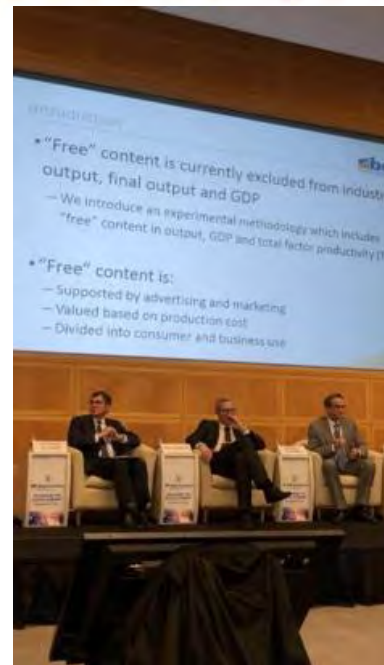 Introduction
•"Free" content is currently excluded from indust
output, final output and GDP
– We introduce an experimental methodology which includes
"free" content in output, GDP and total factor productivity (T
•"Free" content is:
– Supported by advertising and marketing
– Valued based on production cost
– Divided into consumer and business use